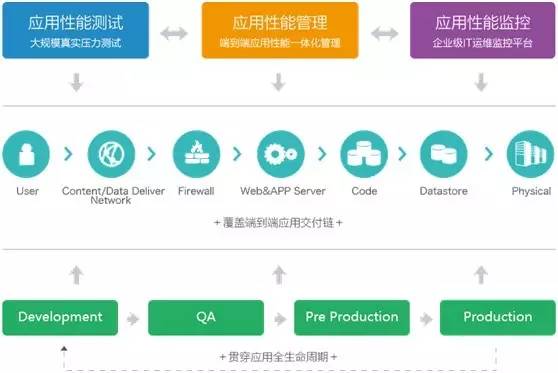 应用性能测试
大规模真实压力测试
应用性能管理
端到端应用性能一体化管理
应用性能监控
企业级IT运维监控平台
User
Content/Data Deliver
Network
Firewall
Web&APP Server
Code
Datastore
Physical
+ 覆盖端到端应用交付链 +
Development
QA
Pre Production
Production
+ 贯穿应用全生命周期 +